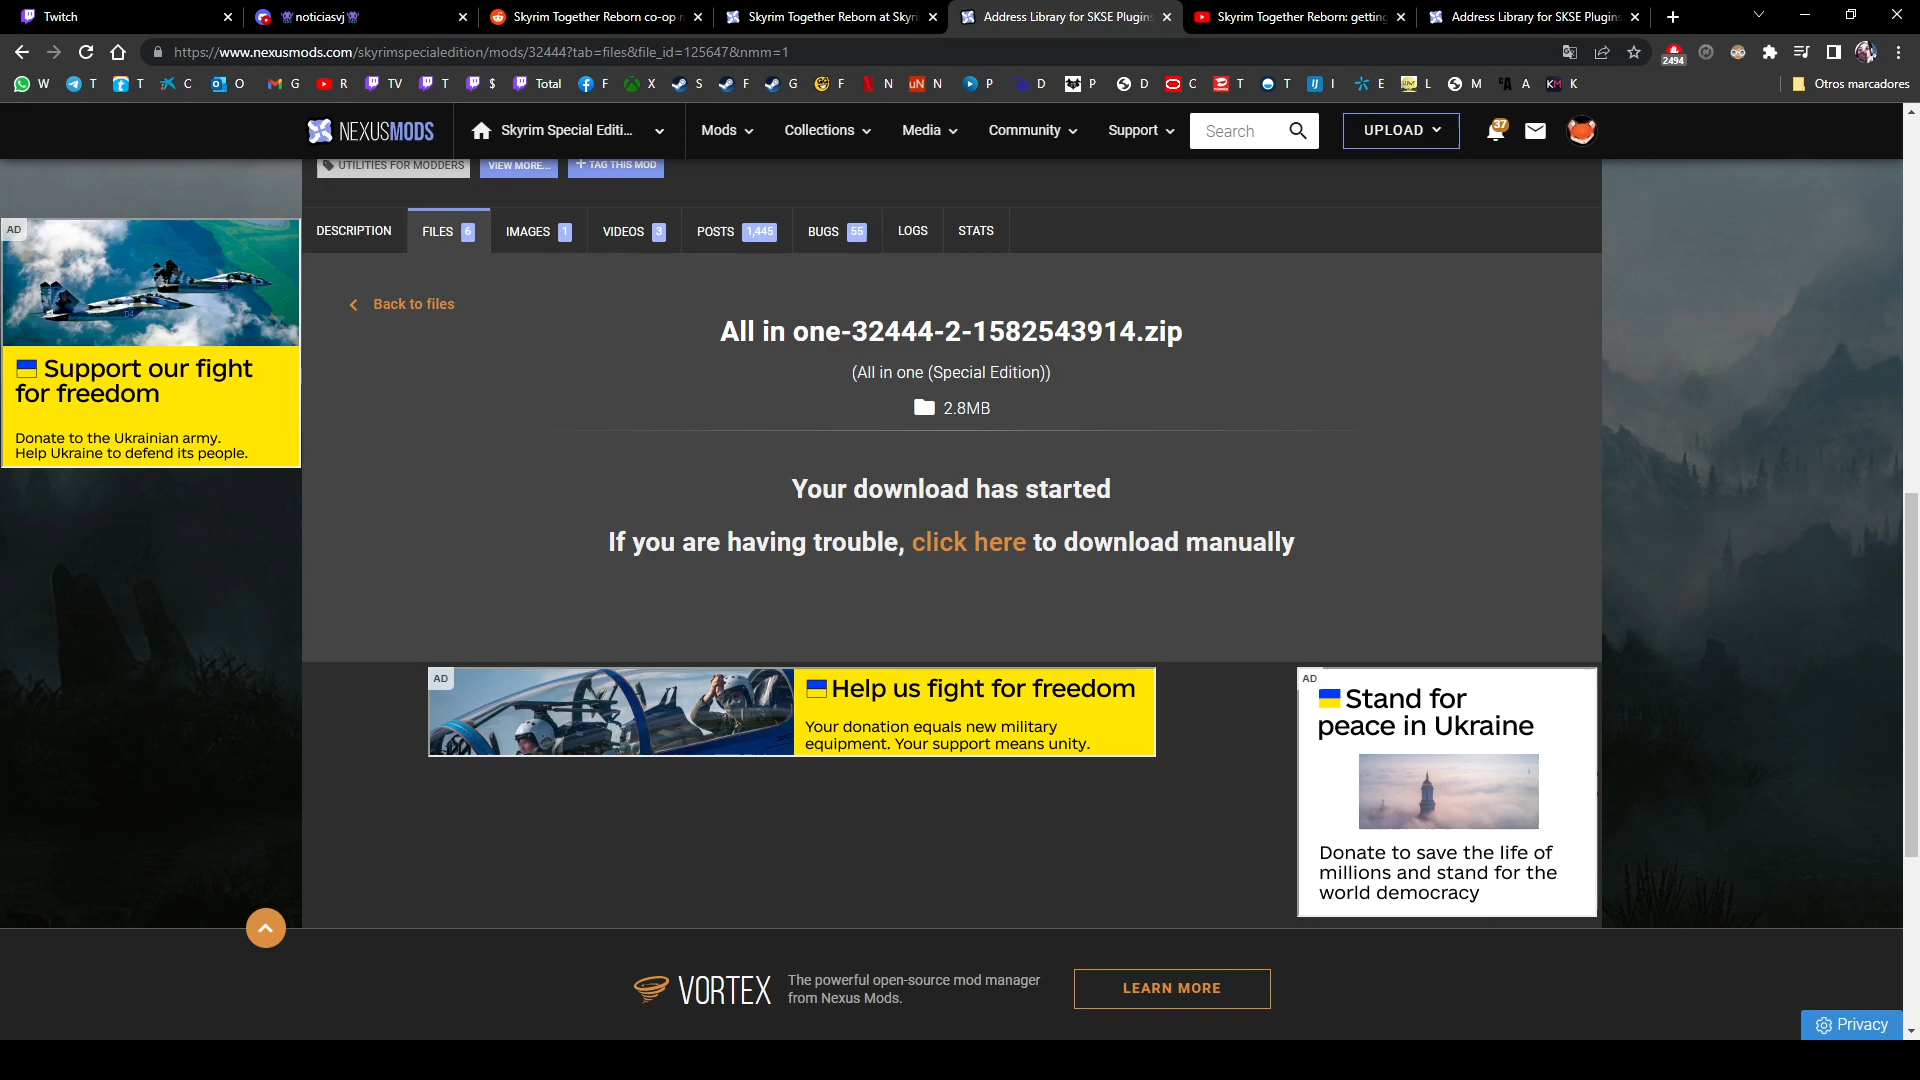 Twitch
noticiasvj
Skyrim Together Reborn co-op m
Skyrim Together Reborn at Skyri
Address Library for SKSE Plugins
Skyrim Together Reborn: getting
Address Library for SKSE Plugins
https://www.nexusmods.com/skyrimspecialedition/mods/32444?tab=files&file_id=125647&nmm=1
2494
W T T C O G R TV T $ Total F X S F G F N N P D P D C T T I E L M A K
Otros marcadores
NEXUSMODS
Skyrim Special Editi...
Mods
Collections
Media
Community
Support
Search
UPLOAD
37
UTILITIES FOR MODDERS
VIEW MORE...
+ TAG THIS MOD
DESCRIPTION
FILES 6
IMAGES 1
VIDEOS 3
POSTS 1,445
BUGS 55
LOGS
STATS
AD
Support our fight
for freedom
Donate to the Ukrainian army.
Help Ukraine to defend its people.
Back to files
All in one-32444-2-1582543914.zip
(All in one (Special Edition))
2.8MB
Your download has started
If you are having trouble, click here to download manually
AD
Help us fight for freedom
Your donation equals new military
equipment. Your support means unity.
AD
Stand for
peace in Ukraine
Donate to save the life of
millions and stand for the
world democracy
VORTEX
The powerful open-source mod manager
from Nexus Mods.
LEARN MORE
Privacy